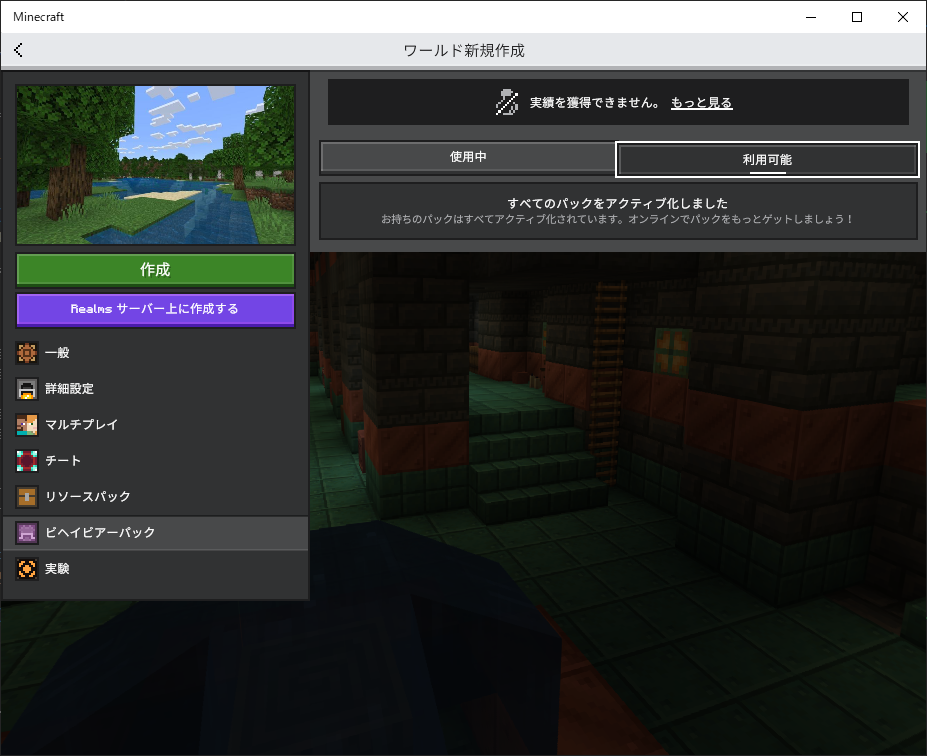 Minecraft
ワールド新規作成
実績を獲得できません。 もっと見る
使用中
利用可能
すべてのパックをアクティブ化しました
お持ちのパックはすべてアクティブ化されています。オンラインでパックをもっとゲットしましょう！
作成
Realms サーバー上に作成する
一般
詳細設定
マルチプレイ
チート
リソースパック
ビヘイビアーパック
実験